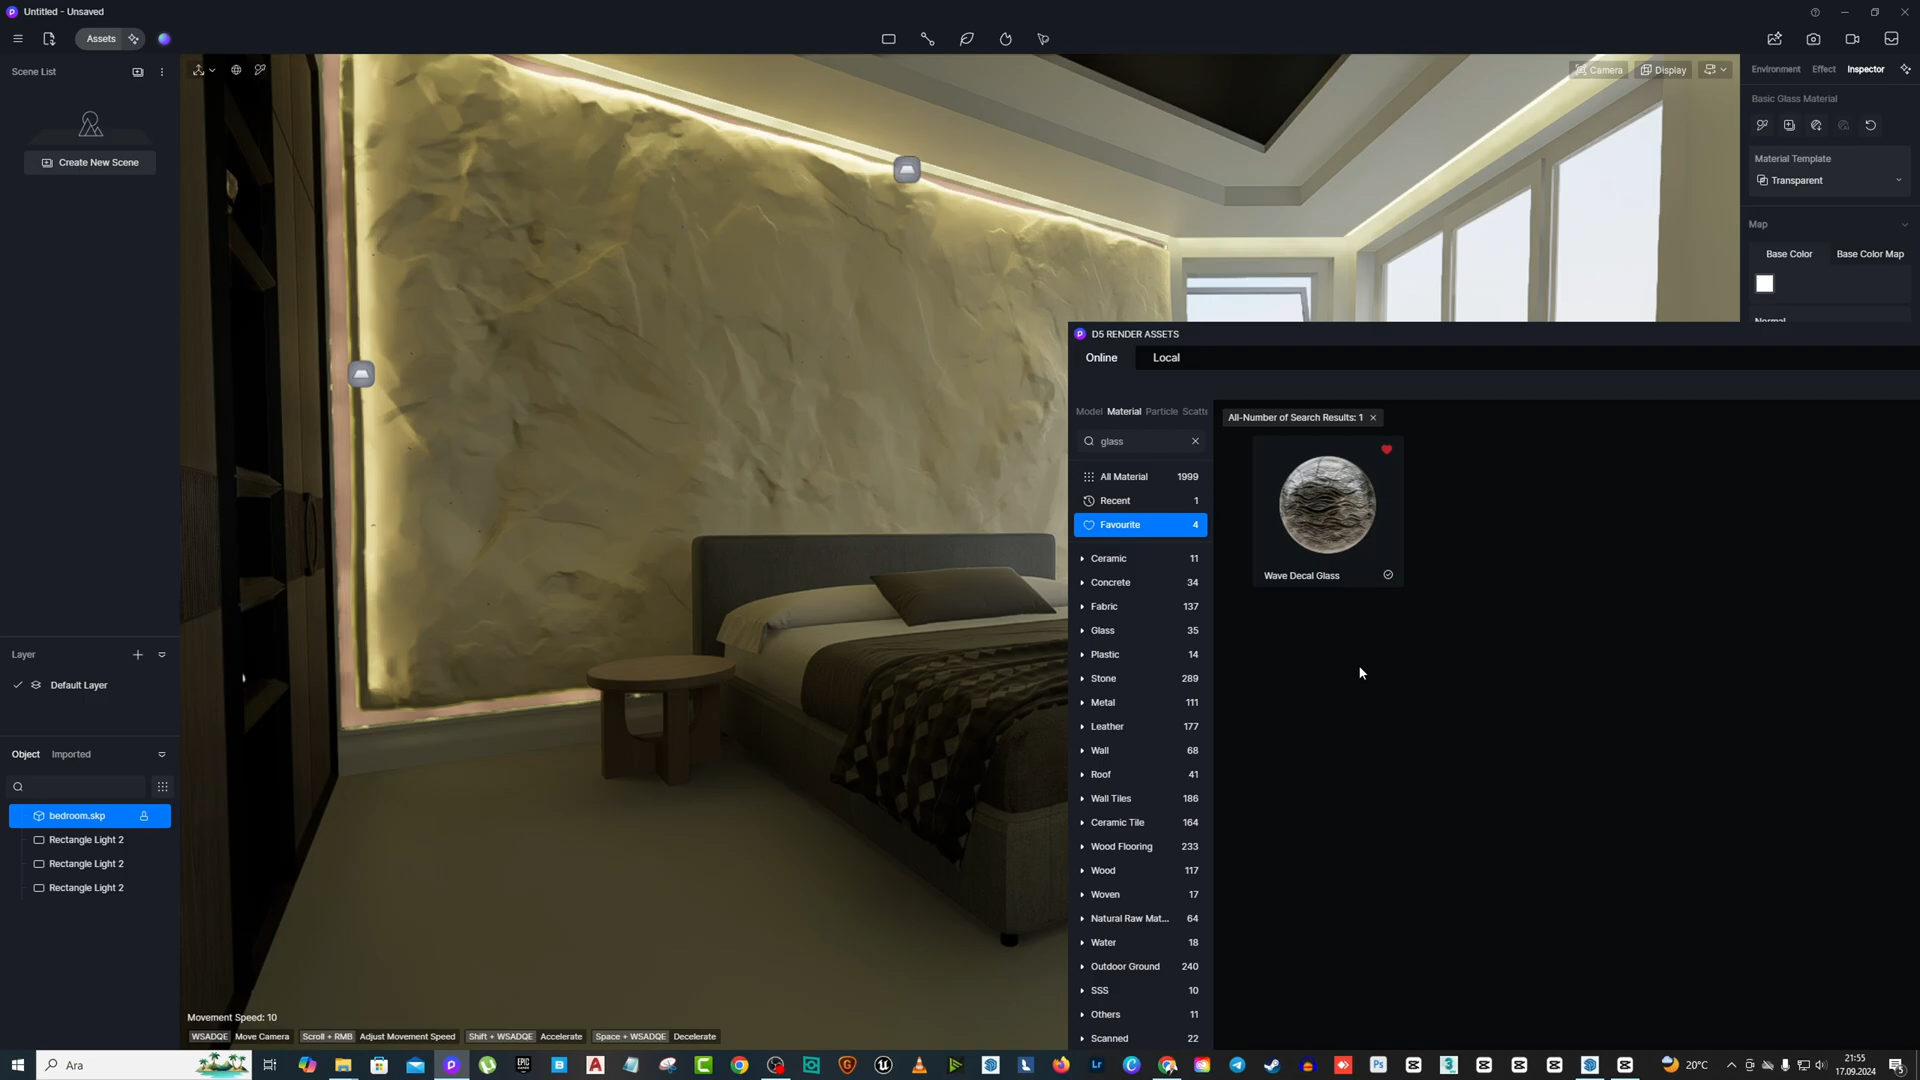 Untitled - Unsaved
Assets
Scene List
Create New Scene
Camera
Display
Environment
Effect
Inspector
Basic Glass Material
Material Template
Transparent
Map
Base Color
Base Color Map
D5 RENDER ASSETS
Online
Local
Model
Material
Particle
glass
All-Number of Search Results: 1
All Material 1999
Recent 1
Favourite 4
Ceramic 11
Concrete 34
Fabric 137
Glass 35
Plastic 14
Stone 289
Metal 111
Leather 177
Wall 68
Roof 41
Wall Tiles 186
Ceramic Tile 164
Wood Flooring 233
Wood 117
Woven 17
Natural Raw Mat... 64
Water 18
Outdoor Ground 240
SSS 10
Others 11
Scanned 22
Wave Decal Glass
Layer
Default Layer
Object
Imported
bedroom.skp
Rectangle Light 2
Rectangle Light 2
Rectangle Light 2
Movement Speed: 10
WSADQE Move Camera
Scroll + RMB Adjust Movement Speed
Shift + WSADQE Accelerate
Space + WSADQE Decelerate
Ara
20°C
21:55
17.09.2024